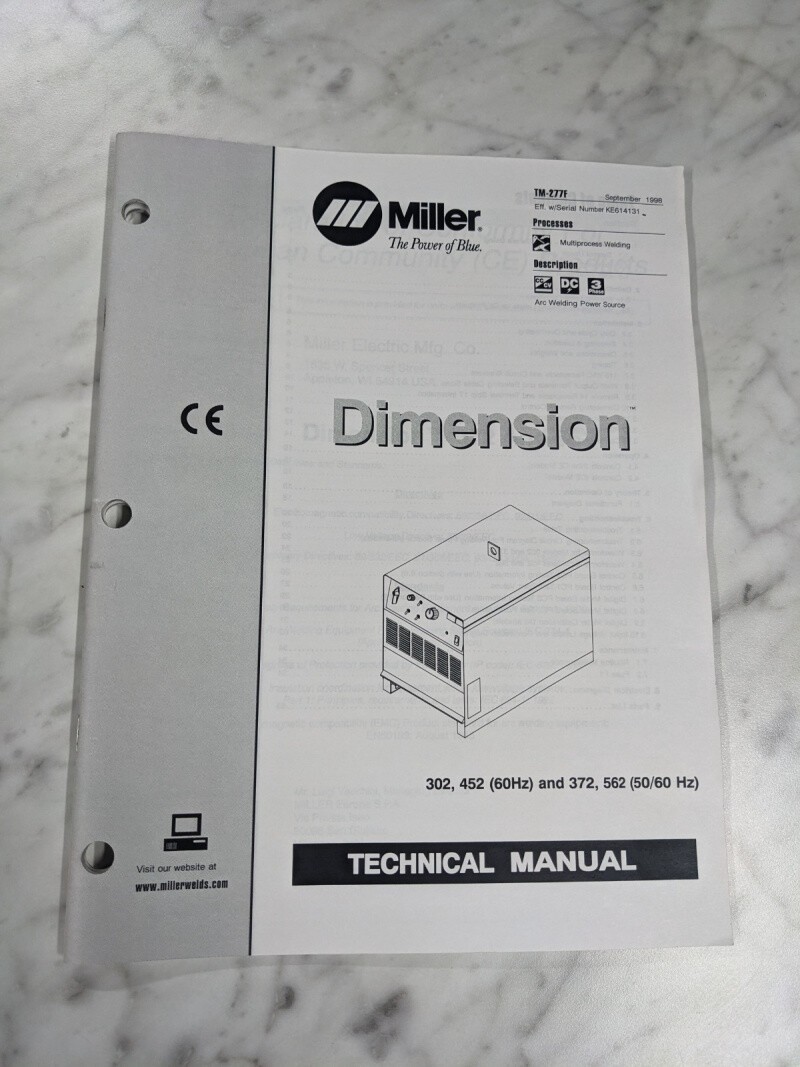 TM-277F
September 1998
Eff. w/Serial Number KE614131
Processes
Multiprocess Welding
Description
CC CV DC 3 Phase
Arc Welding Power Source
Miller®
The Power of Blue.
CE
Dimension™
302, 452 (60Hz) and 372, 562 (50/60 Hz)
TECHNICAL MANUAL
Visit our website at
www.millerwelds.com